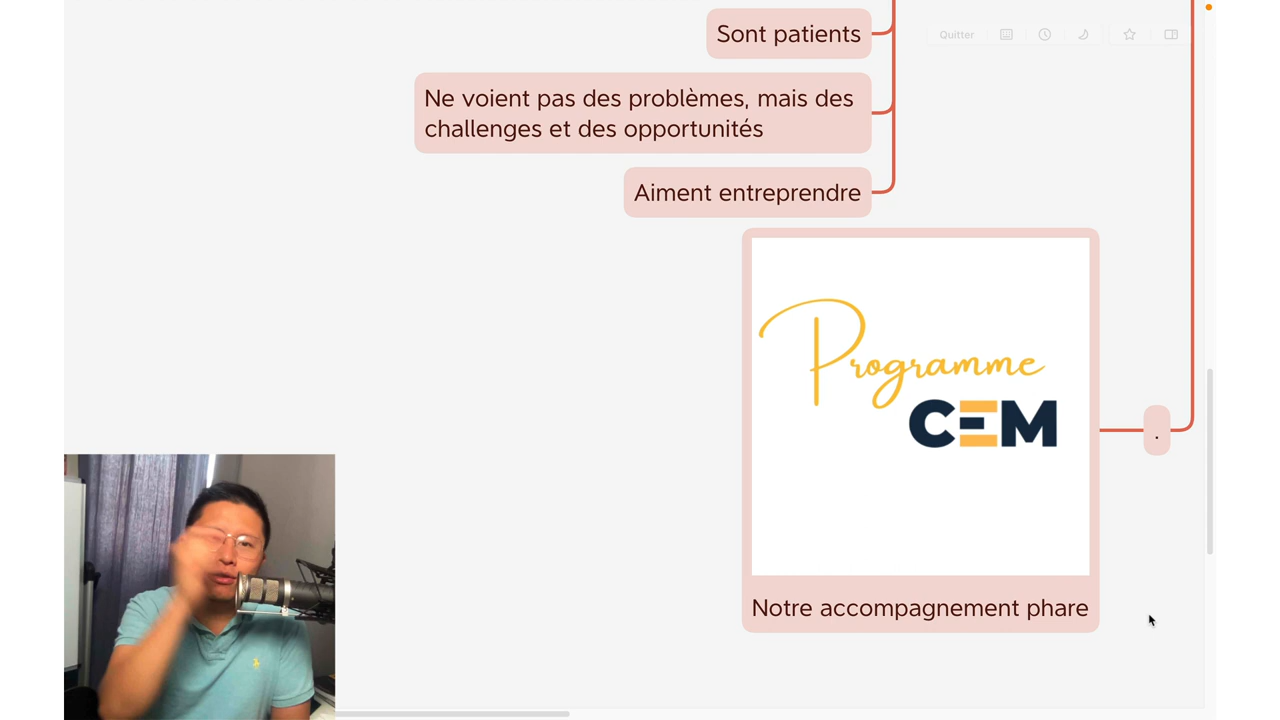 Sont patients
Quitter
Ne voient pas des problèmes, mais des
challenges et des opportunités
Aiment entreprendre
Programme
CEM
.
Notre accompagnement phare